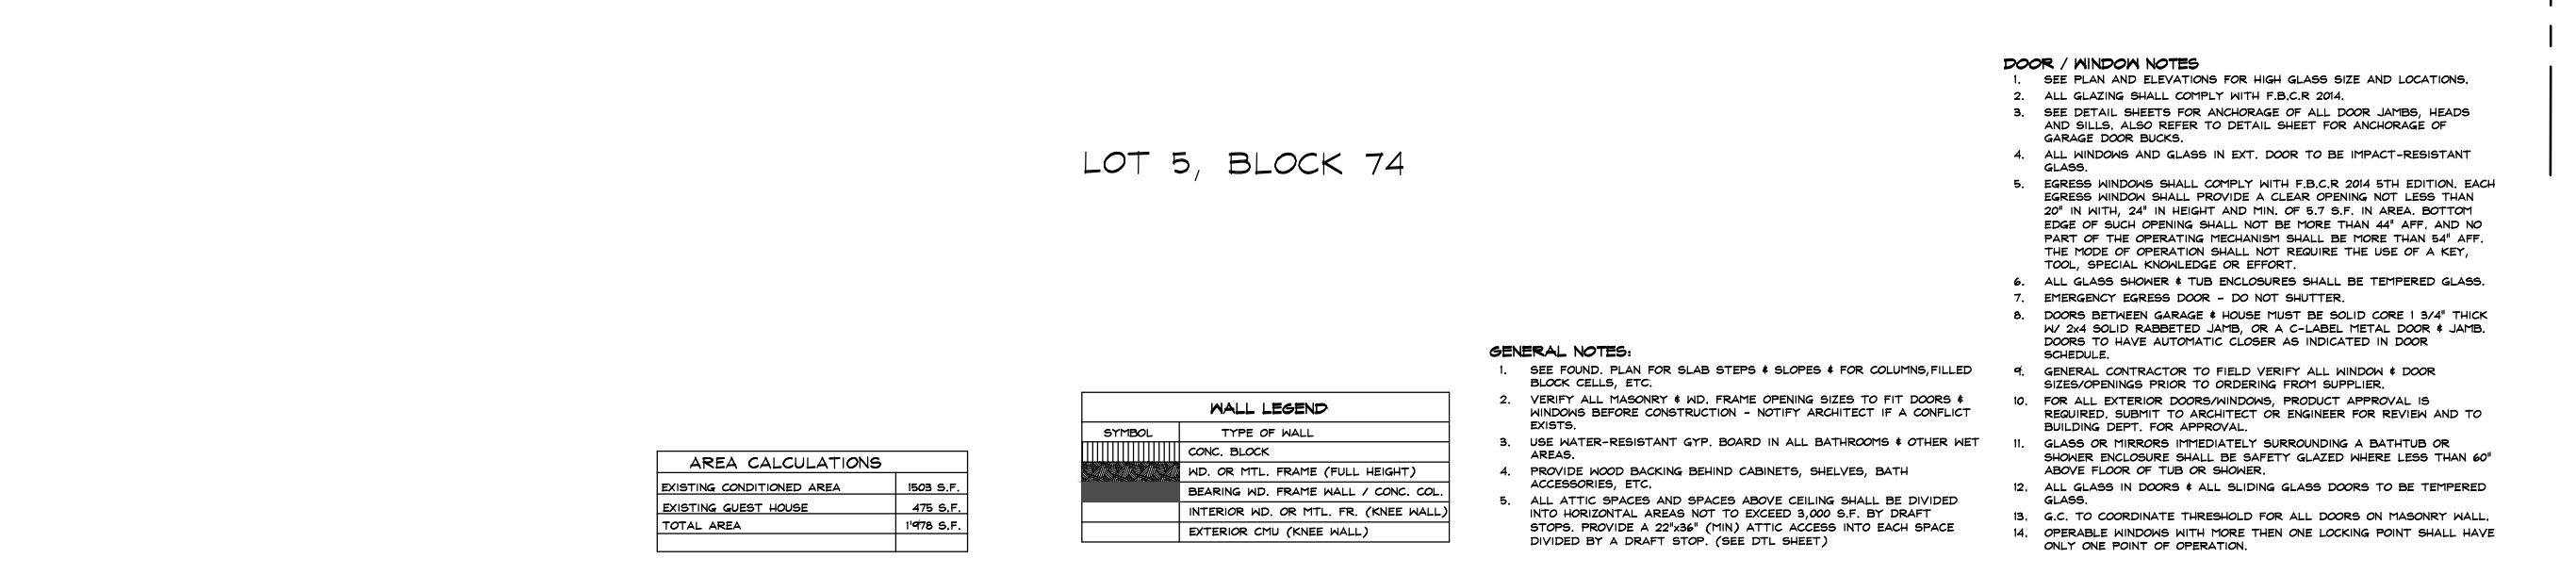 LOT 5, BLOCK 74
AREA CALCULATIONS
EXISTING CONDITIONED AREA 1503 S.F.
EXISTING GUEST HOUSE 475 S.F.
TOTAL AREA 1'978 S.F.
WALL LEGEND
SYMBOL TYPE OF WALL
CONC. BLOCK
WD. OR MTL. FRAME (FULL HEIGHT)
BEARING WD. FRAME WALL / CONC. COL.
INTERIOR WD. OR MTL. FR. (KNEE WALL)
EXTERIOR CMU (KNEE WALL)
GENERAL NOTES:
1. SEE FOUND. PLAN FOR SLAB STEPS & SLOPES & FOR COLUMNS,FILLED
BLOCK CELLS, ETC.
2. VERIFY ALL MASONRY & WD. FRAME OPENING SIZES TO FIT DOORS &
WINDOWS BEFORE CONSTRUCTION - NOTIFY ARCHITECT IF A CONFLICT
EXISTS.
3. USE WATER-RESISTANT GYP. BOARD IN ALL BATHROOMS & OTHER WET
AREAS.
4. PROVIDE WOOD BACKING BEHIND CABINETS, SHELVES, BATH
ACCESSORIES, ETC.
5. ALL ATTIC SPACES AND SPACES ABOVE CEILING SHALL BE DIVIDED
INTO HORIZONTAL AREAS NOT TO EXCEED 3,000 S.F. BY DRAFT
STOPS. PROVIDE A 22"x36" (MIN) ATTIC ACCESS INTO EACH SPACE
DIVIDED BY A DRAFT STOP. (SEE DTL SHEET)
DOOR / WINDOW NOTES
1. SEE PLAN AND ELEVATIONS FOR HIGH GLASS SIZE AND LOCATIONS.
2. ALL GLAZING SHALL COMPLY WITH F.B.C.R 2014.
3. SEE DETAIL SHEETS FOR ANCHORAGE OF ALL DOOR JAMBS, HEADS
AND SILLS. ALSO REFER TO DETAIL SHEET FOR ANCHORAGE OF
GARAGE DOOR BUCKS.
4. ALL WINDOWS AND GLASS IN EXT. DOOR TO BE IMPACT-RESISTANT
GLASS.
5. EGRESS WINDOWS SHALL COMPLY WITH F.B.C.R 2014 5TH EDITION. EACH
EGRESS WINDOW SHALL PROVIDE A CLEAR OPENING NOT LESS THAN
20" IN WITH, 24" IN HEIGHT AND MIN. OF 5.7 S.F. IN AREA. BOTTOM
EDGE OF SUCH OPENING SHALL NOT BE MORE THAN 44" AFF. AND NO
PART OF THE OPERATING MECHANISM SHALL BE MORE THAN 54" AFF.
THE MODE OF OPERATION SHALL NOT REQUIRE THE USE OF A KEY,
TOOL, SPECIAL KNOWLEDGE OR EFFORT.
6. ALL GLASS SHOWER & TUB ENCLOSURES SHALL BE TEMPERED GLASS.
7. EMERGENCY EGRESS DOOR - DO NOT SHUTTER.
8. DOORS BETWEEN GARAGE & HOUSE MUST BE SOLID CORE 1 3/4" THICK
W/ 2x4 SOLID RABBETED JAMB, OR A C-LABEL METAL DOOR & JAMB.
DOORS TO HAVE AUTOMATIC CLOSER AS INDICATED IN DOOR
SCHEDULE.
9. GENERAL CONTRACTOR TO FIELD VERIFY ALL WINDOW & DOOR
SIZES/OPENINGS PRIOR TO ORDERING FROM SUPPLIER.
10. FOR ALL EXTERIOR DOORS/WINDOWS, PRODUCT APPROVAL IS
REQUIRED. SUBMIT TO ARCHITECT OR ENGINEER FOR REVIEW AND TO
BUILDING DEPT. FOR APPROVAL.
11. GLASS OR MIRRORS IMMEDIATELY SURROUNDING A BATHTUB OR
SHOWER ENCLOSURE SHALL BE SAFETY GLAZED WHERE LESS THAN 60"
ABOVE FLOOR OF TUB OR SHOWER.
12. ALL GLASS IN DOORS & ALL SLIDING GLASS DOORS TO BE TEMPERED
GLASS.
13. G.C. TO COORDINATE THRESHOLD FOR ALL DOORS ON MASONRY WALL.
14. OPERABLE WINDOWS WITH MORE THEN ONE LOCKING POINT SHALL HAVE
ONLY ONE POINT OF OPERATION.